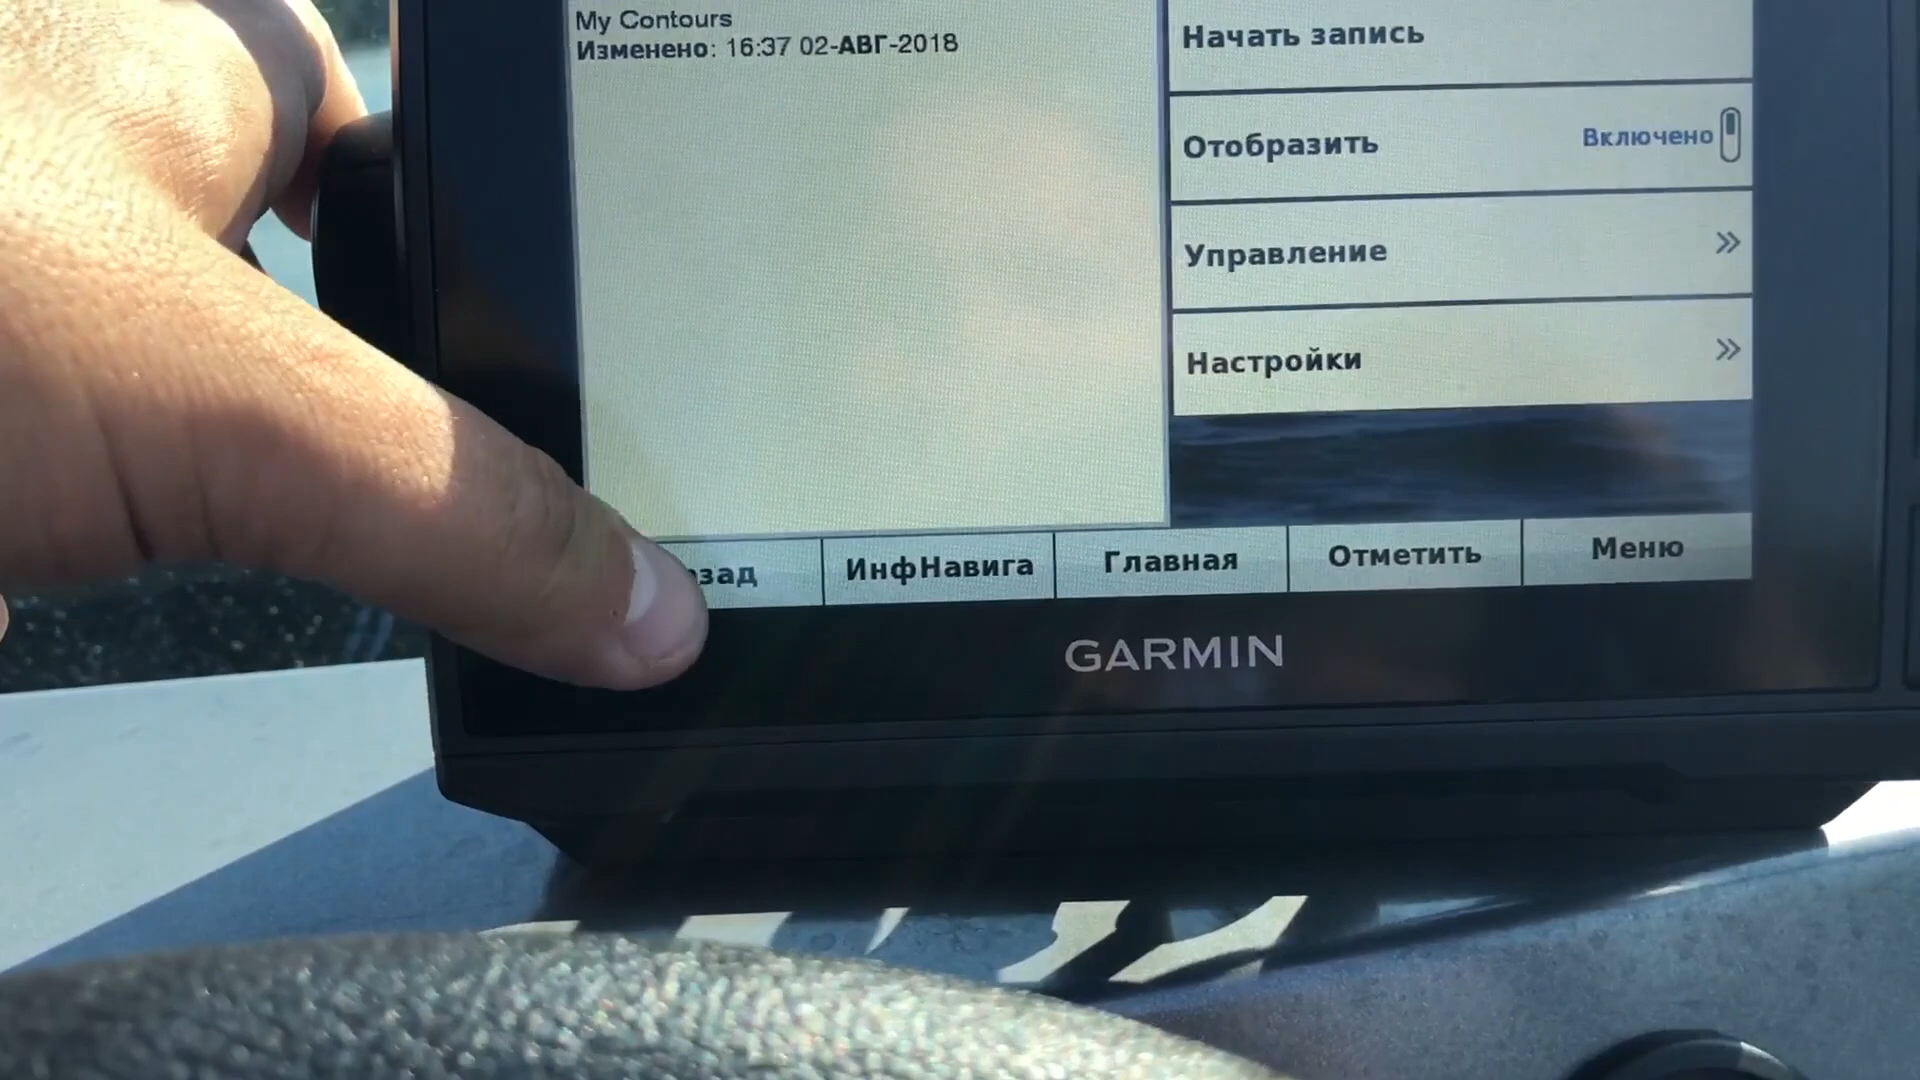 My Contours
Изменено: 16:37 02-АВГ-2018
Начать запись
Отобразить Включено
Управление
Настройки
ИнфНавига Главная Отметить Меню
GARMIN